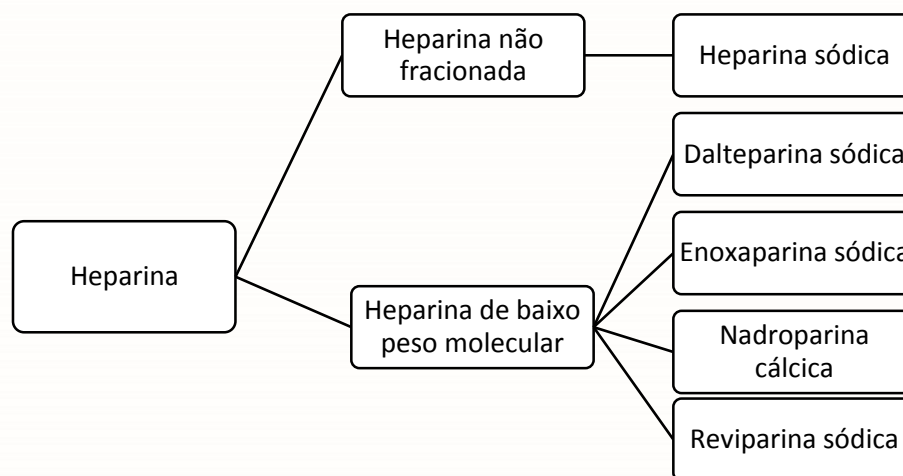 Heparina
Heparina não
fracionada
Heparina sódica
Heparina de baixo
peso molecular
Dalteparina sódica
Enoxaparina sódica
Nadroparina
cálcica
Reviparina sódica